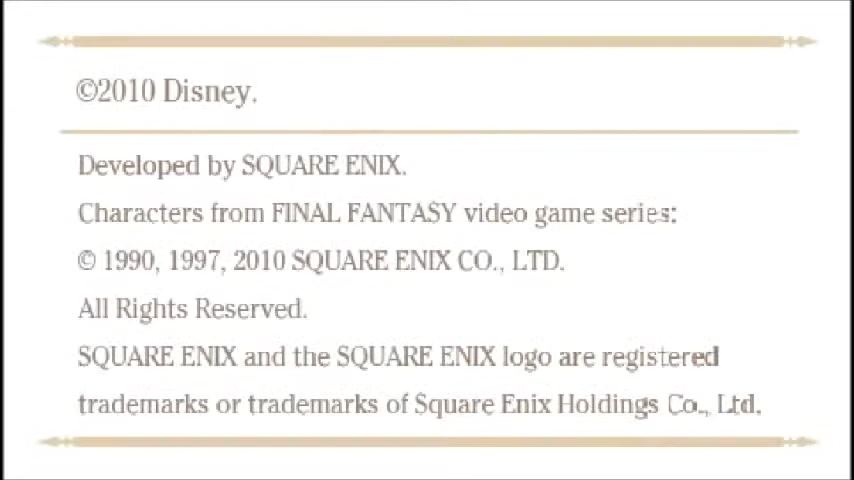 ©2010 Disney.
Developed by SQUARE ENIX.
Characters from FINAL FANTASY video game series:
© 1990, 1997, 2010 SQUARE ENIX CO., LTD.
All Rights Reserved.
SQUARE ENIX and the SQUARE ENIX logo are registered
trademarks or trademarks of Square Enix Holdings Co., Ltd.